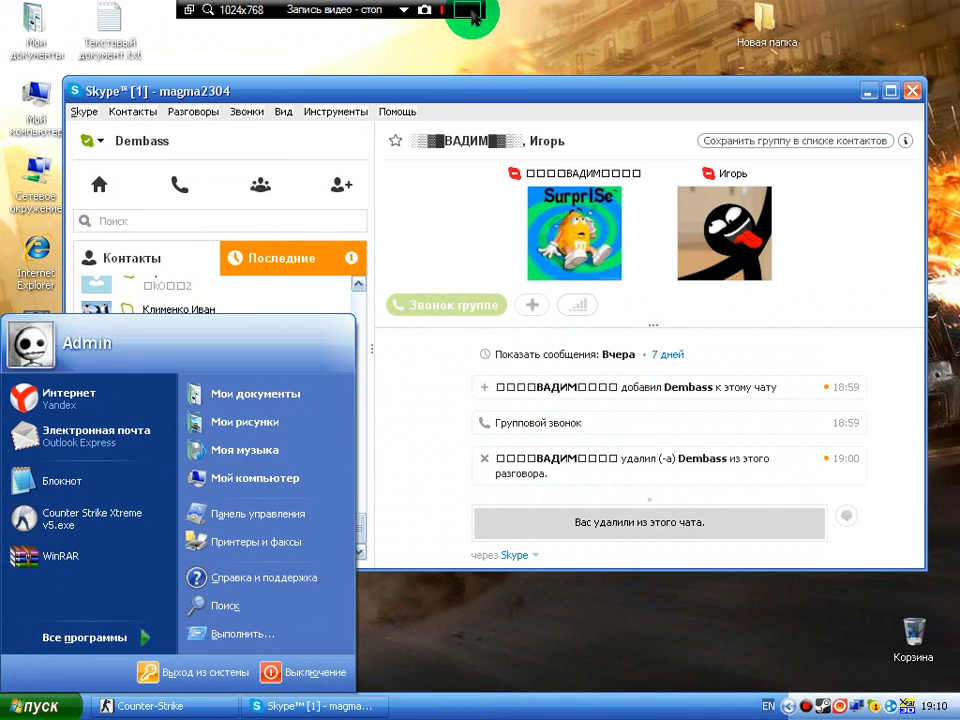 1024x768
Запись видео - стоп
Мои
документы
Текстовый
документ.txt
Новая папка
Мой
компьютер
Сетевое
окружение
Internet
Explorer
Корзина
Skype™ [1] - magma2304
Skype Контакты Разговоры Звонки Вид Инструменты Помощь
Dembass
Поиск
Контакты
Последние 1
□kO□□2
Клименко Иван
░▒▓█ВАДИМ█▓▒░, Игорь
Сохранить группу в списке контактов
□□□□ВАДИМ□□□□
Игорь
SurprISe
Звонок группе
Показать сообщения: Вчера • 7 дней
□□□□ВАДИМ□□□□ добавил Dembass к этому чату 18:59
Групповой звонок 18:59
□□□□ВАДИМ□□□□ удалил (-а) Dembass из этого 19:00
разговора.
Вас удалили из этого чата.
через Skype
Admin
Интернет
Yandex
Электронная почта
Outlook Express
Блокнот
Counter Strike Xtreme
v5.exe
WinRAR
Все программы
Мои документы
Мои рисунки
Моя музыка
Мой компьютер
Панель управления
Принтеры и факсы
Справка и поддержка
Поиск
Выполнить...
Выход из системы
Выключение
пуск
Counter-Strike
Skype™ [1] - magma...
EN
19:10